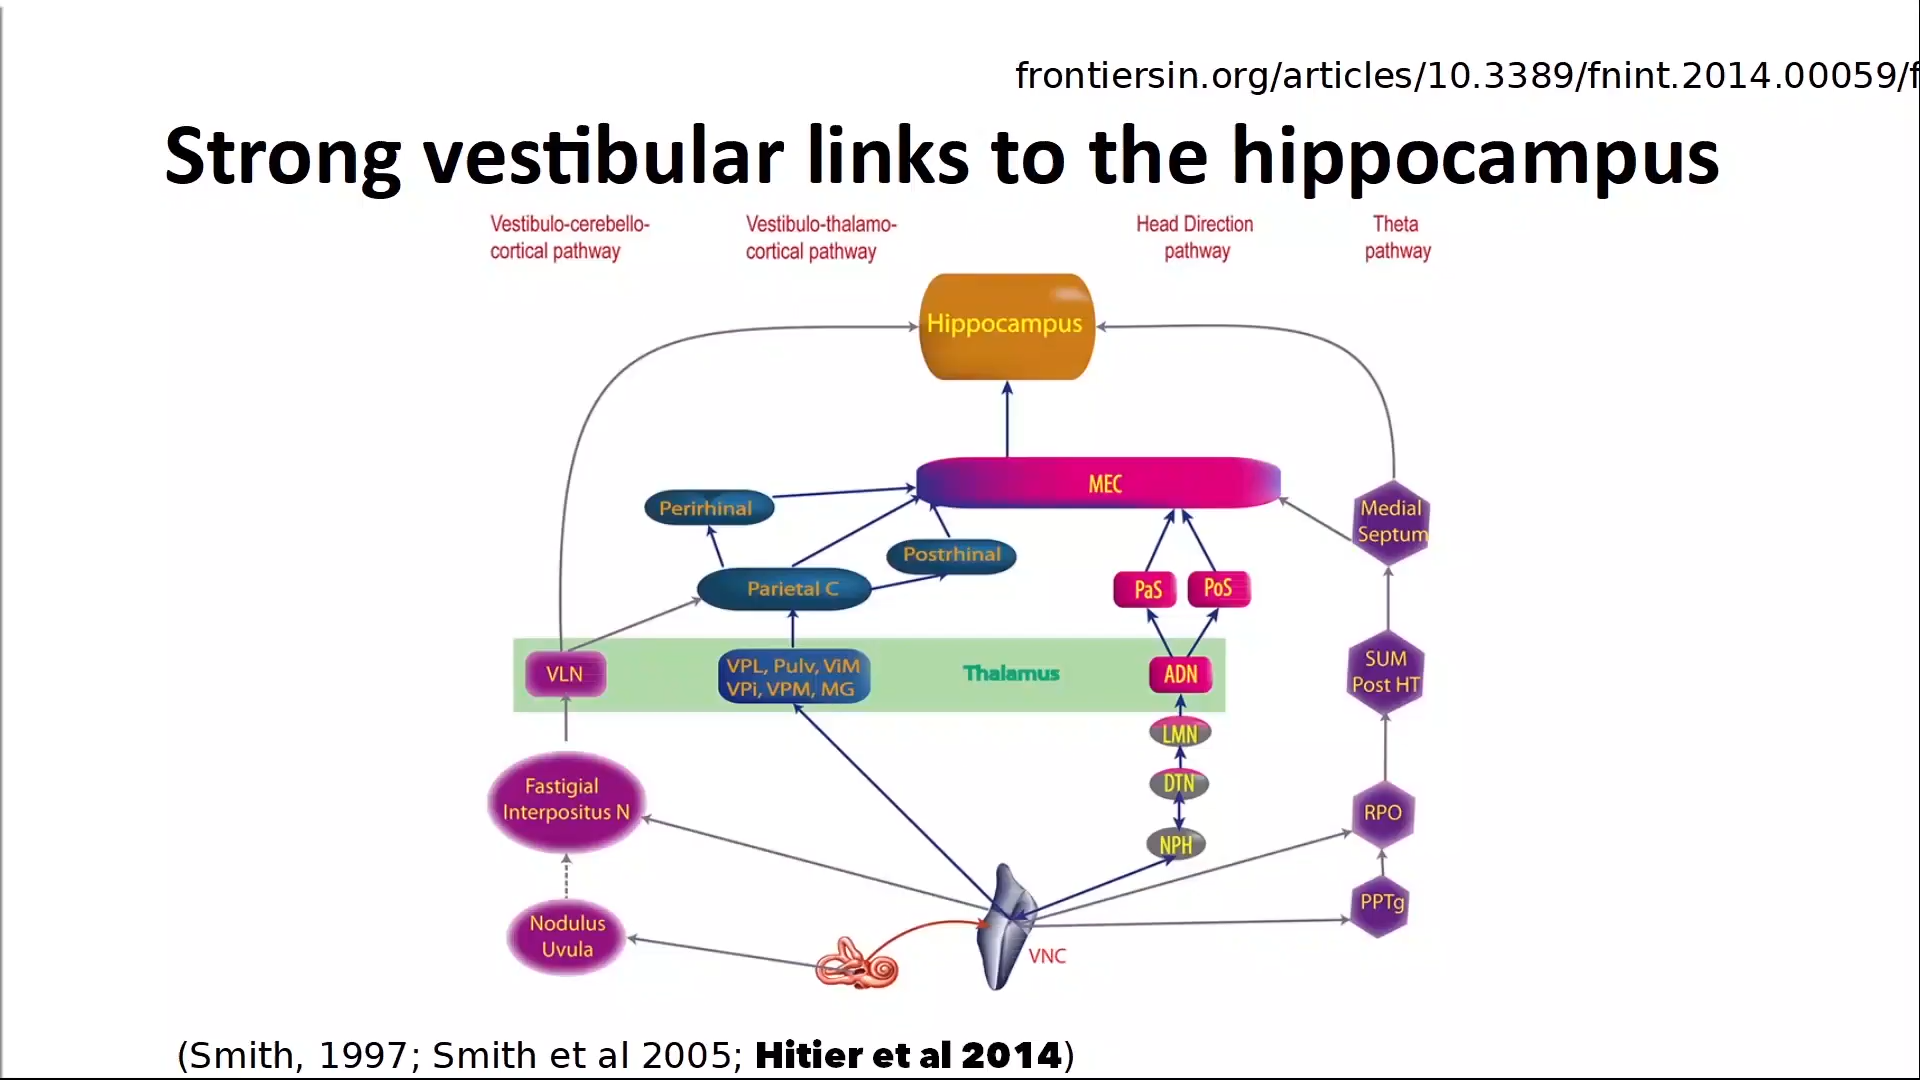 frontiersin.org/articles/10.3389/fnint.2014.00059/f
Strong vestibular links to the hippocampus
Vestibulo-cerebello-
cortical pathway
Vestibulo-thalamo-
cortical pathway
Head Direction
pathway
Theta
pathway
Hippocampus
MEC
Perirhinal
Medial
Septum
Postrhinal
Parietal C
PaS
PoS
VLN
VPL, Pulv, ViM
VPi, VPM, MG
Thalamus
ADN
SUM
Post HT
LMN
DTN
Fastigial
Interpositus N
RPO
NPH
PPTg
Nodulus
Uvula
VNC
(Smith, 1997; Smith et al 2005; Hitier et al 2014)